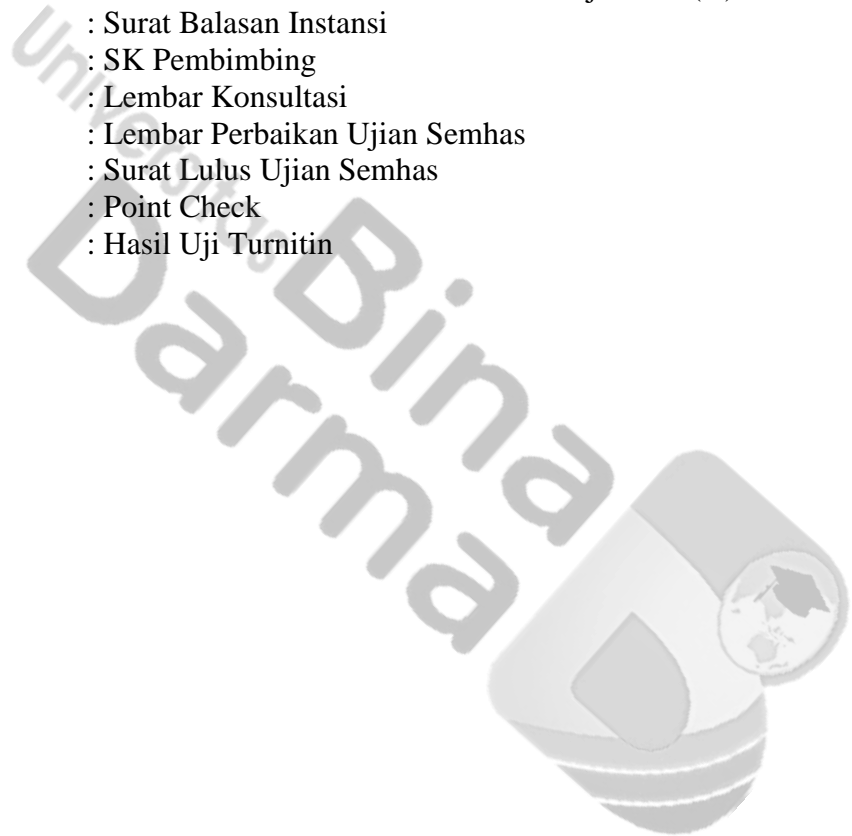 : Surat Balasan Instansi
: SK Pembimbing
: Lembar Konsultasi
: Lembar Perbaikan Ujian Semhas
: Surat Lulus Ujian Semhas
: Point Check
: Hasil Uji Turnitin
Universitas
Bina
Darma